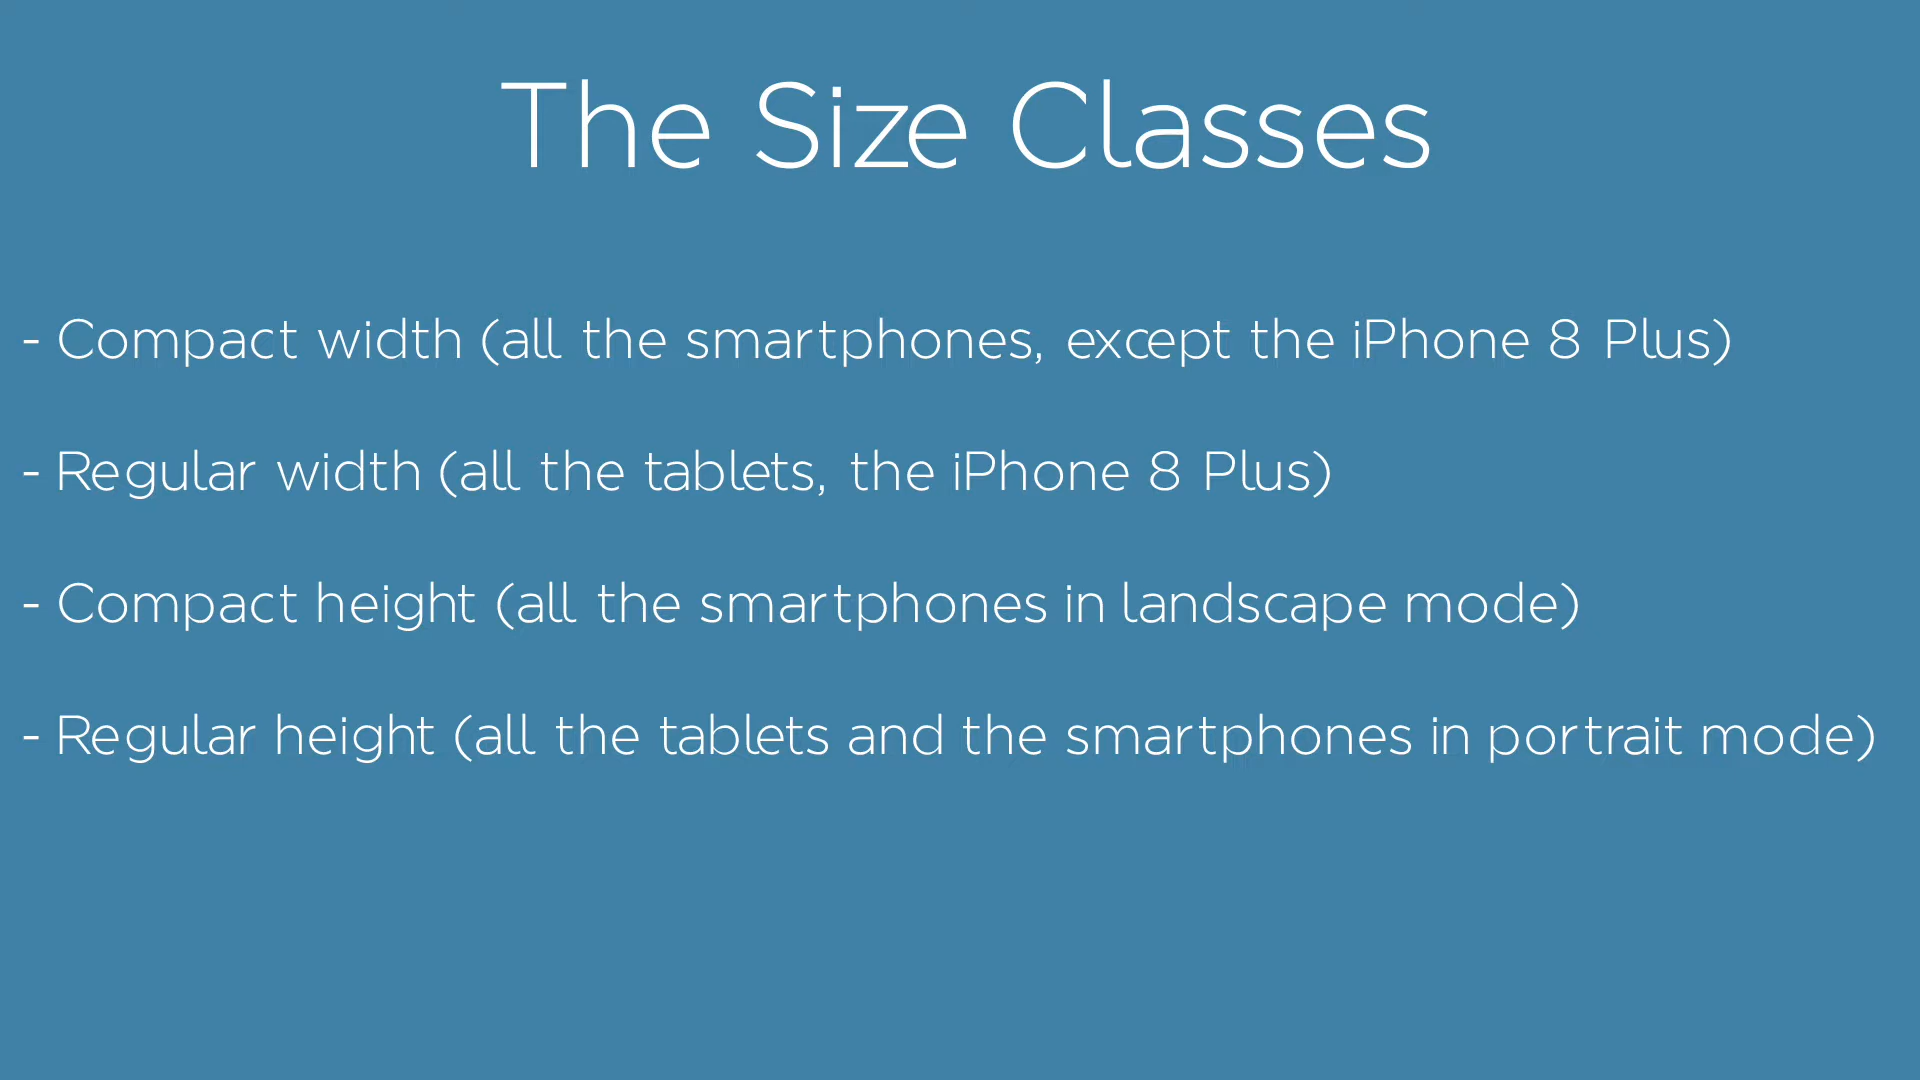 The Size Classes
- Compact width (all the smartphones, except the iPhone 8 Plus)
- Regular width (all the tablets, the iPhone 8 Plus)
- Compact height (all the smartphones in landscape mode)
- Regular height (all the tablets and the smartphones in portrait mode)